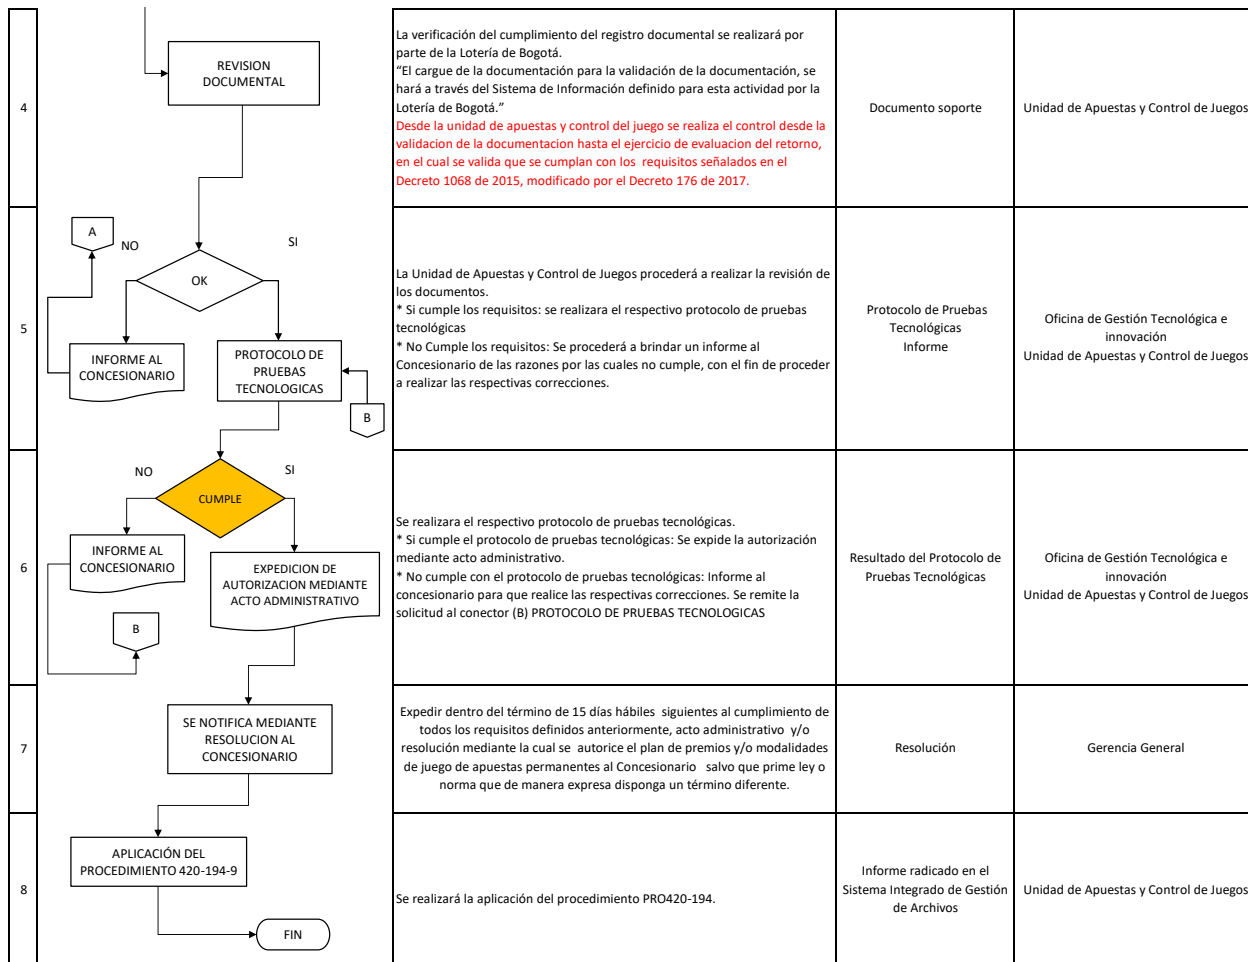 4
REVISION
DOCUMENTAL
La verificación del cumplimiento del registro documental se realizará por
parte de la Lotería de Bogotá.
“El cargue de la documentación para la validación de la documentación, se
hará a través del Sistema de Información definido para esta actividad por la
Lotería de Bogotá.”
Desde la unidad de apuestas y control del juego se realiza el control desde la
validacion de la documentacion hasta el ejercicio de evaluacion del retorno,
en el cual se valida que se cumplan con los requisitos señalados en el
Decreto 1068 de 2015, modificado por el Decreto 176 de 2017.
Documento soporte
Unidad de Apuestas y Control de Juegos
5
A
NO
SI
OK
INFORME AL
CONCESIONARIO
PROTOCOLO DE
PRUEBAS
TECNOLOGICAS
B
La Unidad de Apuestas y Control de Juegos procederá a realizar la revisión de
los documentos.
* Si cumple los requisitos: se realizara el respectivo protocolo de pruebas
tecnológicas
* No Cumple los requisitos: Se procederá a brindar un informe al
Concesionario de las razones por las cuales no cumple, con el fin de proceder
a realizar las respectivas correcciones.
Protocolo de Pruebas
Tecnológicas
Informe
Oficina de Gestión Tecnológica e
innovación
Unidad de Apuestas y Control de Juegos
6
NO
SI
CUMPLE
INFORME AL
CONCESIONARIO
EXPEDICION DE
AUTORIZACION MEDIANTE
ACTO ADMINISTRATIVO
B
Se realizara el respectivo protocolo de pruebas tecnológicas.
* Si cumple el protocolo de pruebas tecnológicas: Se expide la autorización
mediante acto administrativo.
* No cumple con el protocolo de pruebas tecnológicas: Informe al
concesionario para que realice las respectivas correcciones. Se remite la
solicitud al conector (B) PROTOCOLO DE PRUEBAS TECNOLOGICAS
Resultado del Protocolo de
Pruebas Tecnológicas
Oficina de Gestión Tecnológica e
innovación
Unidad de Apuestas y Control de Juegos
7
SE NOTIFICA MEDIANTE
RESOLUCION AL
CONCESIONARIO
Expedir dentro del término de 15 días hábiles siguientes al cumplimiento de
todos los requisitos definidos anteriormente, acto administrativo y/o
resolución mediante la cual se autorice el plan de premios y/o modalidades
de juego de apuestas permanentes al Concesionario salvo que prime ley o
norma que de manera expresa disponga un término diferente.
Resolución
Gerencia General
8
APLICACIÓN DEL
PROCEDIMIENTO 420-194-9
FIN
Se realizará la aplicación del procedimiento PRO420-194.
Informe radicado en el
Sistema Integrado de Gestión
de Archivos
Unidad de Apuestas y Control de Juegos